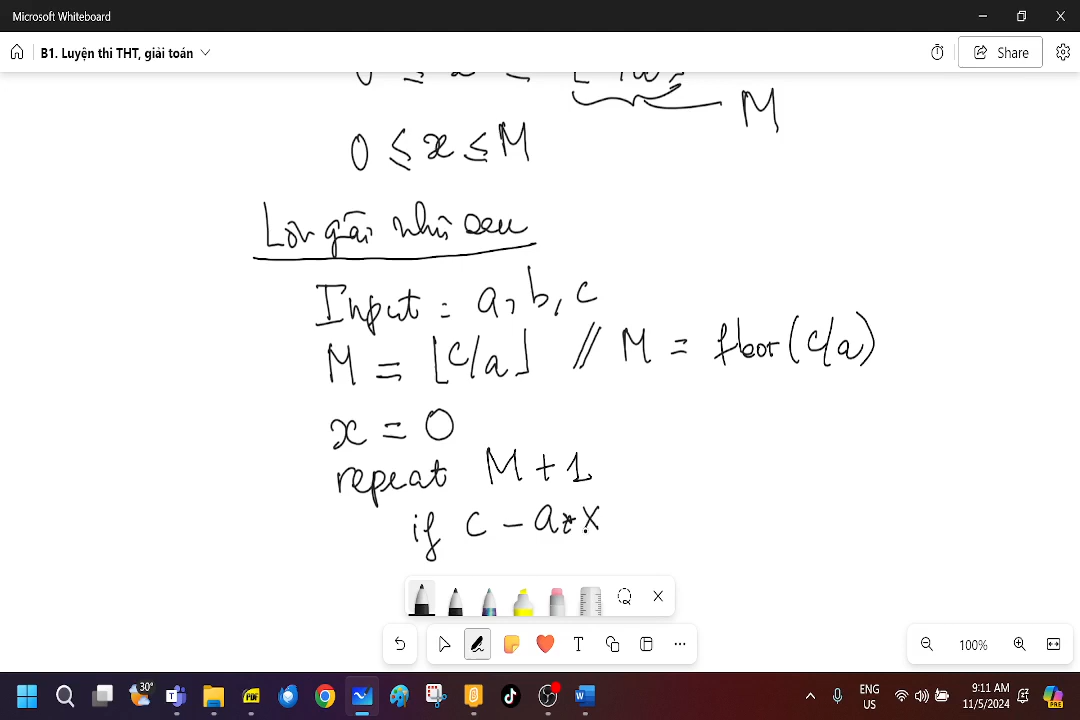 Microsoft Whiteboard
B1. Luyện thi THT, giải toán
Share
M
0 ≤ x ≤ M
Lời giải như sau
Input = a, b, c
M = ⌊c/a⌋ // M = floor(c/a)
x = 0
repeat M + 1
if c - a * x
100%
30°
ENG
US
9:11 AM
11/5/2024